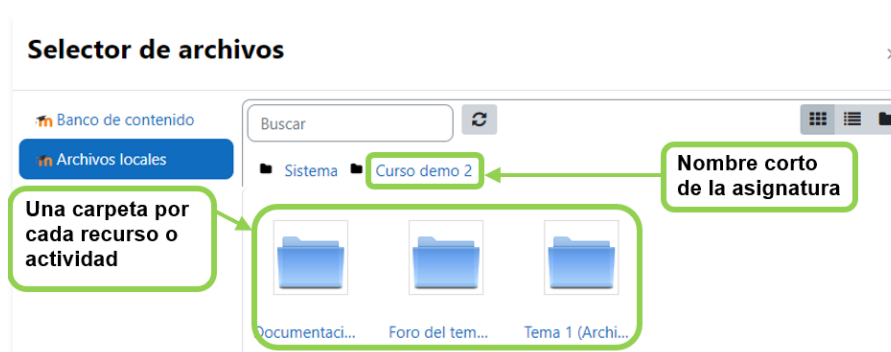 Selector de archivos
Banco de contenido
Archivos locales
Buscar
Sistema Curso demo 2
Nombre corto
de la asignatura
Una carpeta por
cada recurso o
actividad
Documentaci...
Foro del tem...
Tema 1 (Archi...